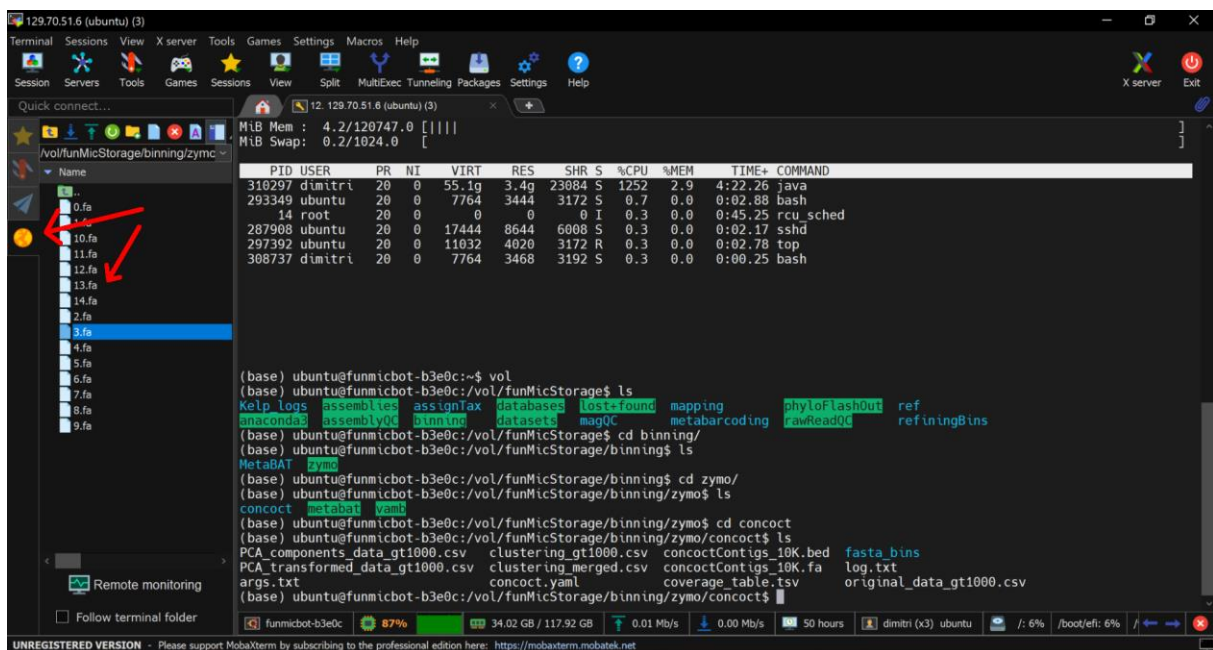 129.70.51.6 (ubuntu) (3)
Terminal Sessions View X server Tools Games Settings Macros Help
Session Servers Tools Games Sessions View Split MultiExec Tunneling Packages Settings Help X server Exit
Quick connect...
12. 129.70.51.6 (ubuntu) (3)
/vol/funMicStorage/binning/zymo
Name
..
0.fa
1.fa
10.fa
11.fa
12.fa
13.fa
14.fa
2.fa
3.fa
4.fa
5.fa
6.fa
7.fa
8.fa
9.fa
Remote monitoring
Follow terminal folder
MiB Mem :  4.2/120747.0 [||||          ]
MiB Swap:  0.2/1024.0   [              ]
PID USER PR NI VIRT RES SHR S %CPU %MEM TIME+ COMMAND
310297 dimitri 20 0 55.1g 3.4g 23084 S 1252 2.9 4:22.26 java
293349 ubuntu 20 0 7764 3444 3172 S 0.7 0.0 0:02.88 bash
14 root 20 0 0 0 0 I 0.3 0.0 0:45.25 rcu_sched
287908 ubuntu 20 0 17444 8644 6008 S 0.3 0.0 0:02.17 sshd
297392 ubuntu 20 0 11032 4020 3172 R 0.3 0.0 0:02.78 top
308737 dimitri 20 0 7764 3468 3192 S 0.3 0.0 0:00.25 bash
(base) ubuntu@funmicbot-b3e0c:~$ vol
(base) ubuntu@funmicbot-b3e0c:/vol/funMicStorage$ ls
Kelp_logs assemblies assignTax databases lost+found mapping phyloFlashOut ref
anaconda3 assemblyQC binning datasets magQC metabarcoding rawReadQC refiningBins
(base) ubuntu@funmicbot-b3e0c:/vol/funMicStorage$ cd binning/
(base) ubuntu@funmicbot-b3e0c:/vol/funMicStorage/binning$ ls
MetaBAT zymo
(base) ubuntu@funmicbot-b3e0c:/vol/funMicStorage/binning$ cd zymo/
(base) ubuntu@funmicbot-b3e0c:/vol/funMicStorage/binning/zymo$ ls
concoct metabat vamb
(base) ubuntu@funmicbot-b3e0c:/vol/funMicStorage/binning/zymo$ cd concoct
(base) ubuntu@funmicbot-b3e0c:/vol/funMicStorage/binning/zymo/concoct$ ls
PCA_components_data_gt1000.csv clustering_gt1000.csv concoctContigs_10K.bed fasta_bins
PCA_transformed_data_gt1000.csv clustering_merged.csv concoctContigs_10K.fa log.txt
args.txt concoct.yaml coverage_table.tsv original_data_gt1000.csv
(base) ubuntu@funmicbot-b3e0c:/vol/funMicStorage/binning/zymo/concoct$
funmicbot-b3e0c 87% 34.02 GB / 117.92 GB 0.01 Mb/s 0.00 Mb/s 50 hours dimitri (x3) ubuntu /: 6% /boot/efi: 6%
UNREGISTERED VERSION - Please support MobaXterm by subscribing to the professional edition here: https://mobaxterm.mobatek.net